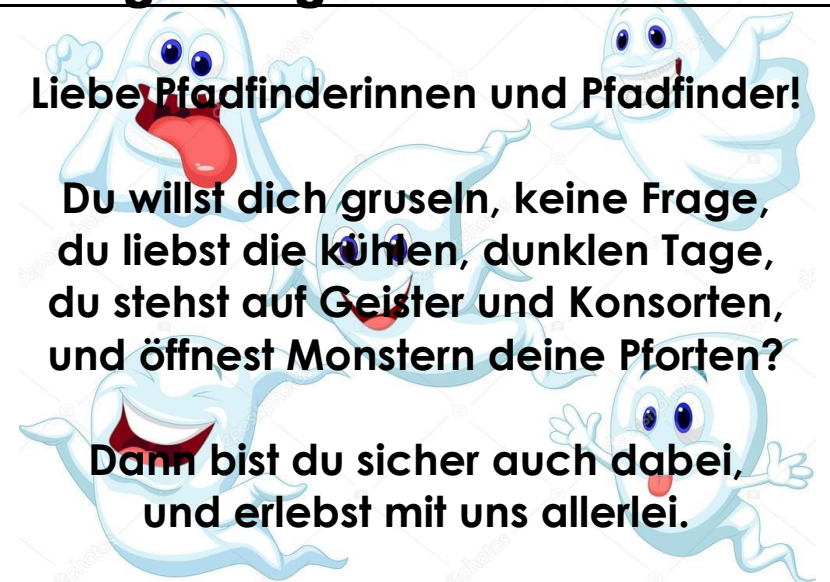 Liebe Pfadfinderinnen und Pfadfinder!
Du willst dich gruseln, keine Frage,
du liebst die kühlen, dunklen Tage,
du stehst auf Geister und Konsorten,
und öffnest Monstern deine Pforten?
Dann bist du sicher auch dabei,
und erlebst mit uns allerlei.